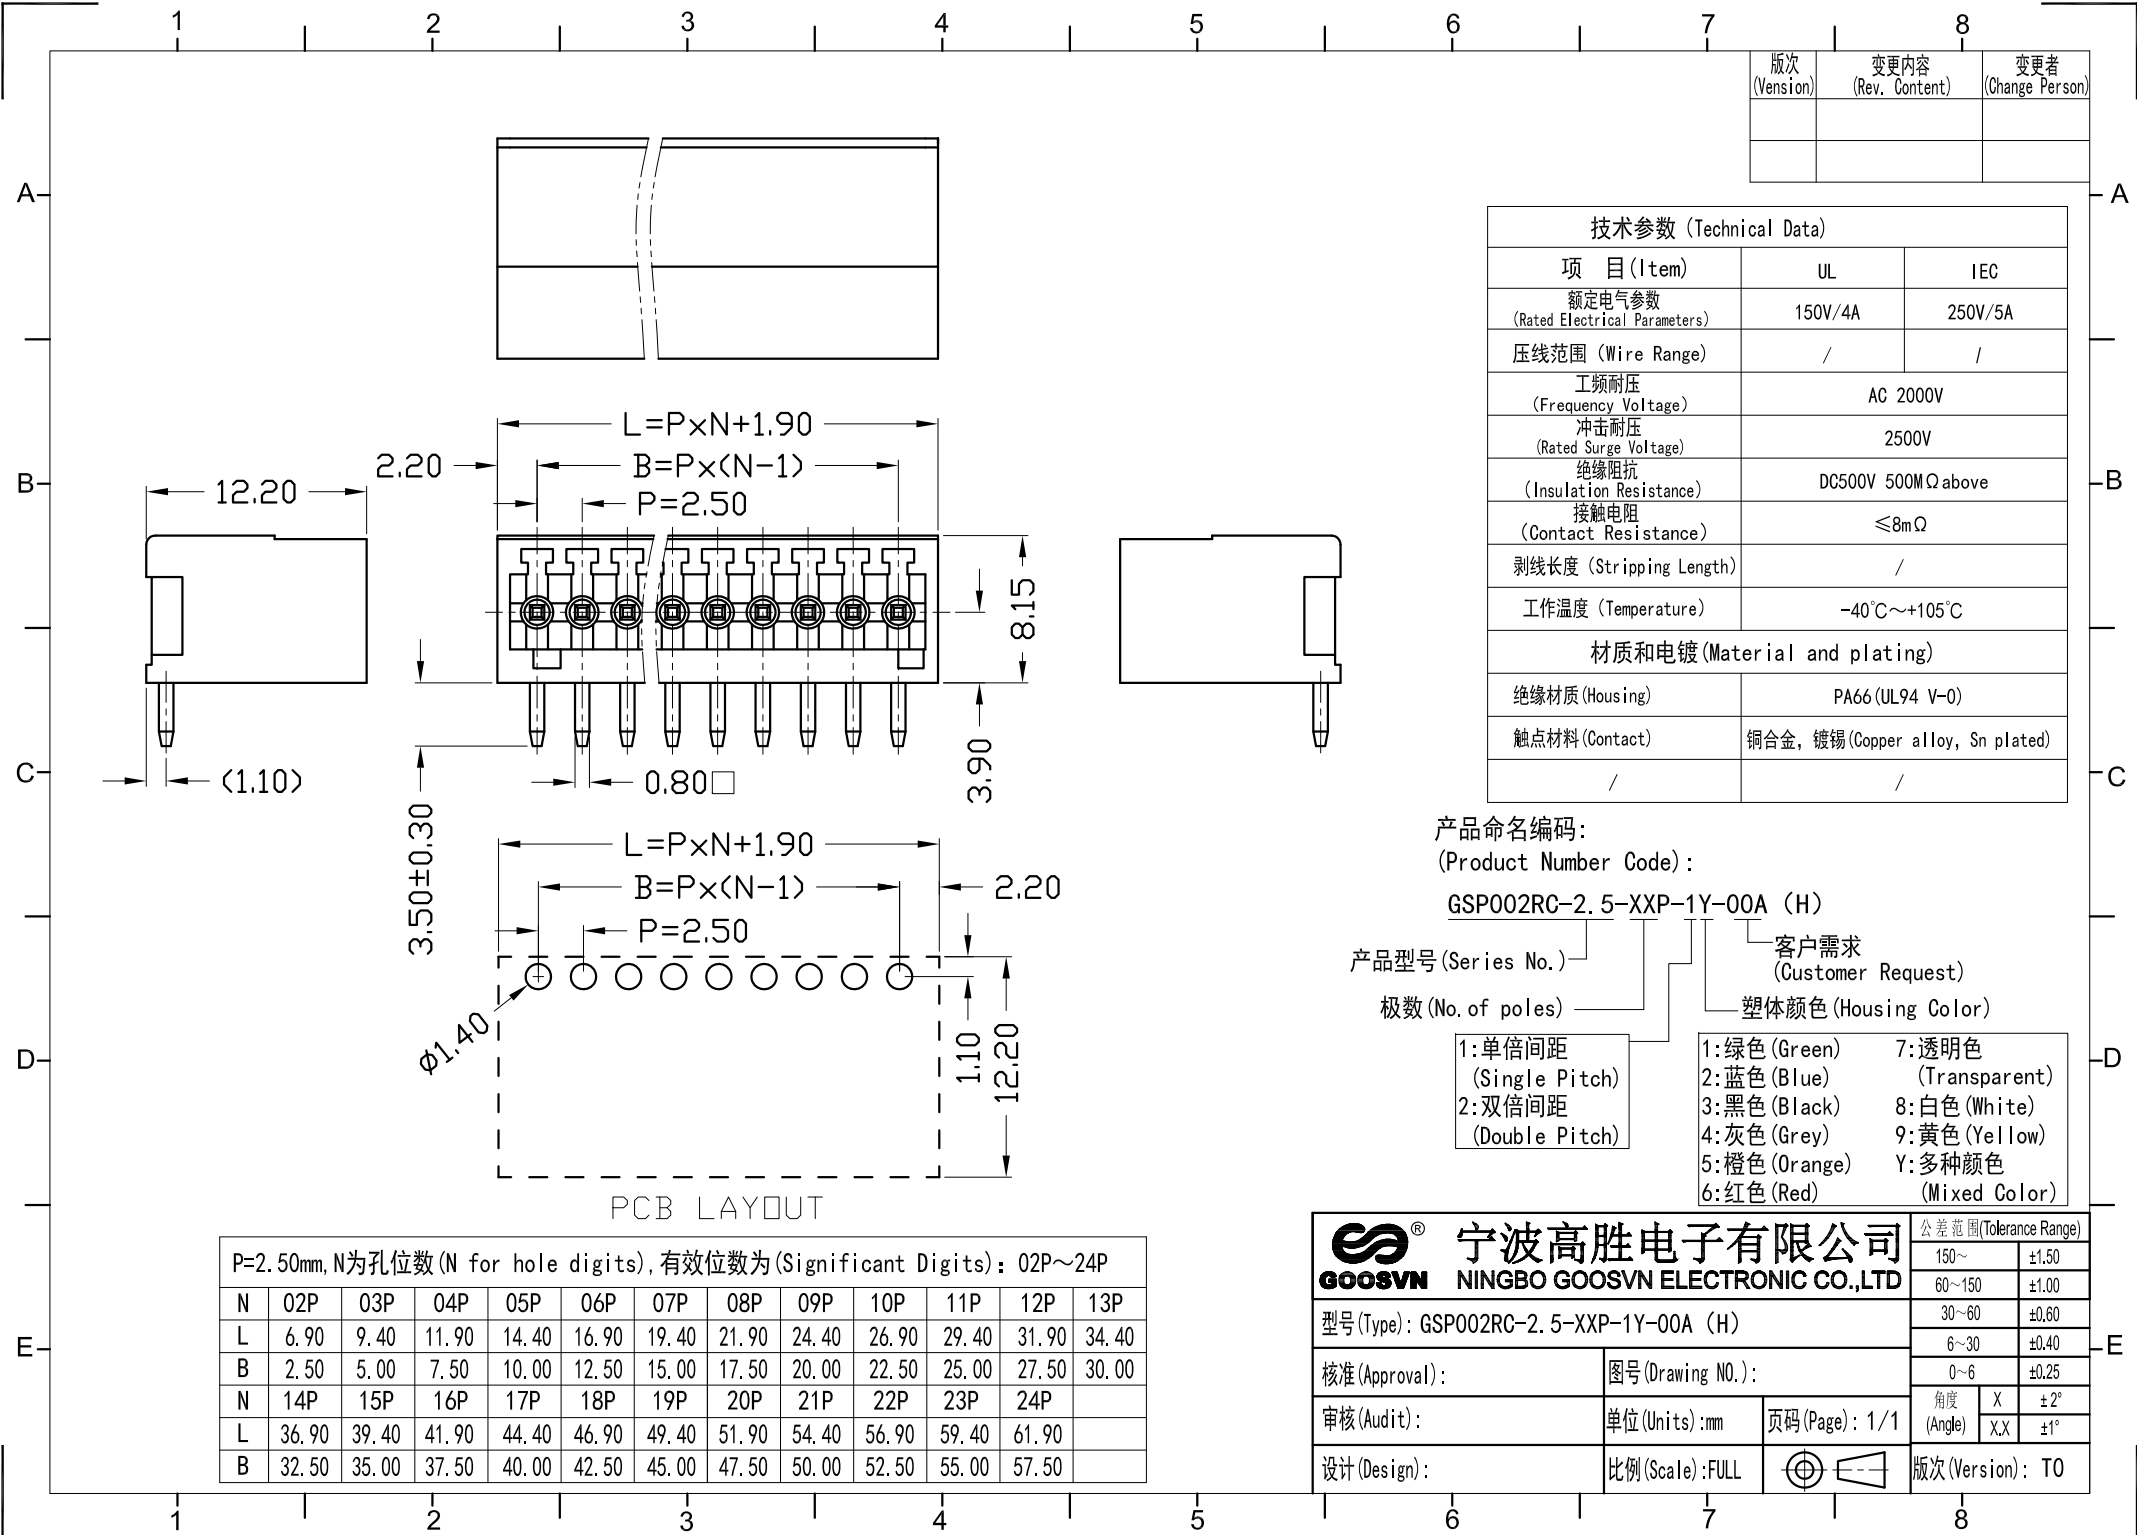 1 2 3 4 5 6 7 8
版次 变更内容 变更者
(Vension) (Rev. Content) (Change Person)
A A
技术参数 (Technical Data)
项 目(Item) UL IEC
额定电气参数
(Rated Electrical Parameters) 150V/4A 250V/5A
压线范围 (Wire Range) / /
工频耐压
(Frequency Voltage) AC 2000V
冲击耐压
(Rated Surge Voltage) 2500V
绝缘阻抗
(Insulation Resistance) DC500V 500MΩabove
接触电阻
(Contact Resistance) ≤8mΩ
剥线长度 (Stripping Length) /
工作温度 (Temperature) -40℃～+105℃
材质和电镀(Material and plating)
绝缘材质(Housing) PA66(UL94 V-0)
触点材料(Contact) 铜合金, 镀锡(Copper alloy, Sn plated)
/ /
L=P×N+1.90
2.20 B=P×(N-1)
P=2.50
B B
12.20
8.15
3.90
(1.10)
3.50±0.30
0.80□
C C
L=P×N+1.90
B=P×(N-1) 2.20
P=2.50
ø1.40
1.10
12.20
PCB LAYOUT
产品命名编码:
(Product Number Code):
GSP002RC-2.5-XXP-1Y-00A (H)
产品型号(Series No.)
客户需求
(Customer Request)
极数(No.of poles)
塑体颜色(Housing Color)
1:单倍间距
(Single Pitch)
2:双倍间距
(Double Pitch)
1:绿色(Green) 7:透明色
2:蓝色(Blue) (Transparent)
3:黑色(Black) 8:白色(White)
4:灰色(Grey) 9:黄色(Yellow)
5:橙色(Orange) Y:多种颜色
6:红色(Red) (Mixed Color)
D D
P=2.50mm,N为孔位数(N for hole digits),有效位数为(Significant Digits): 02P～24P
N 02P 03P 04P 05P 06P 07P 08P 09P 10P 11P 12P 13P
L 6.90 9.40 11.90 14.40 16.90 19.40 21.90 24.40 26.90 29.40 31.90 34.40
B 2.50 5.00 7.50 10.00 12.50 15.00 17.50 20.00 22.50 25.00 27.50 30.00
N 14P 15P 16P 17P 18P 19P 20P 21P 22P 23P 24P
L 36.90 39.40 41.90 44.40 46.90 49.40 51.90 54.40 56.90 59.40 61.90
B 32.50 35.00 37.50 40.00 42.50 45.00 47.50 50.00 52.50 55.00 57.50
E E
® 宁波高胜电子有限公司
GOOSVN NINGBO GOOSVN ELECTRONIC CO.,LTD
型号(Type): GSP002RC-2.5-XXP-1Y-00A (H)
核准(Approval): 图号(Drawing NO.):
审核(Audit): 单位(Units):mm 页码(Page): 1/1
设计(Design): 比例(Scale):FULL
公差范围(Tolerance Range)
150～ ±1.50
60～150 ±1.00
30～60 ±0.60
6～30 ±0.40
0～6 ±0.25
角度 X ±2°
(Angle) X.X ±1°
版次(Version): T0
1 2 3 4 5 6 7 8